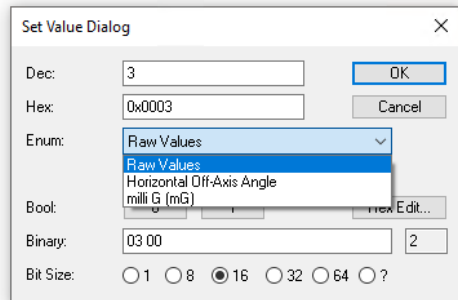 Set Value Dialog
Dec: 3 OK
Hex: 0x0003 Cancel
Enum: Raw Values
Raw Values
Horizontal Off-Axis Angle
milli G (mG)
Bool: Hex Edit...
Binary: 03 00 2
Bit Size: 1 8 16 32 64 ?